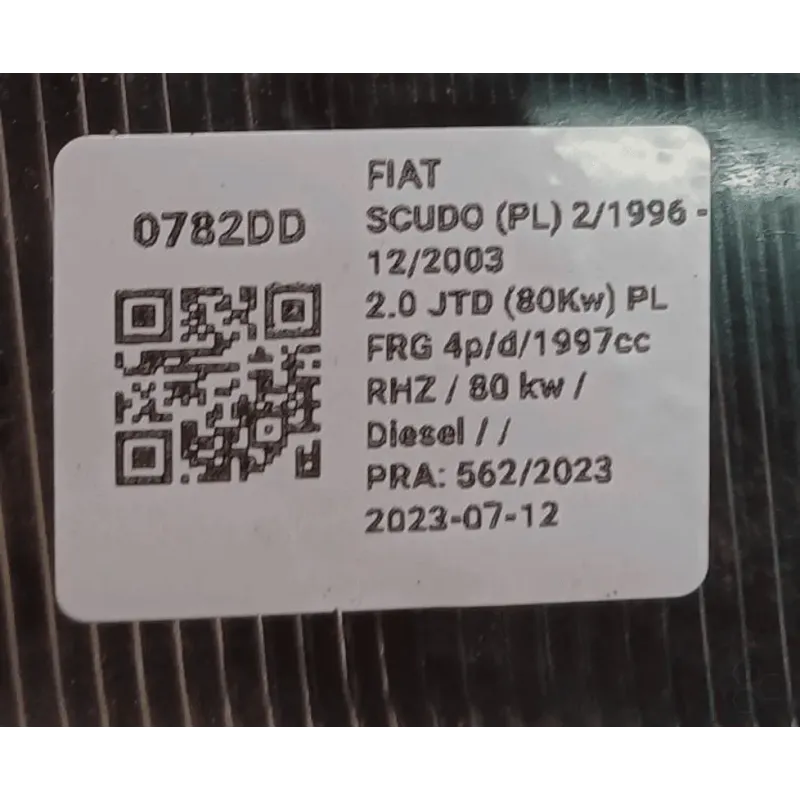 0782DD
FIAT
SCUDO (PL) 2/1996 -
12/2003
2.0 JTD (80Kw) PL
FRG 4p/d/1997cc
RHZ / 80 kw /
Diesel / /
PRA: 562/2023
2023-07-12